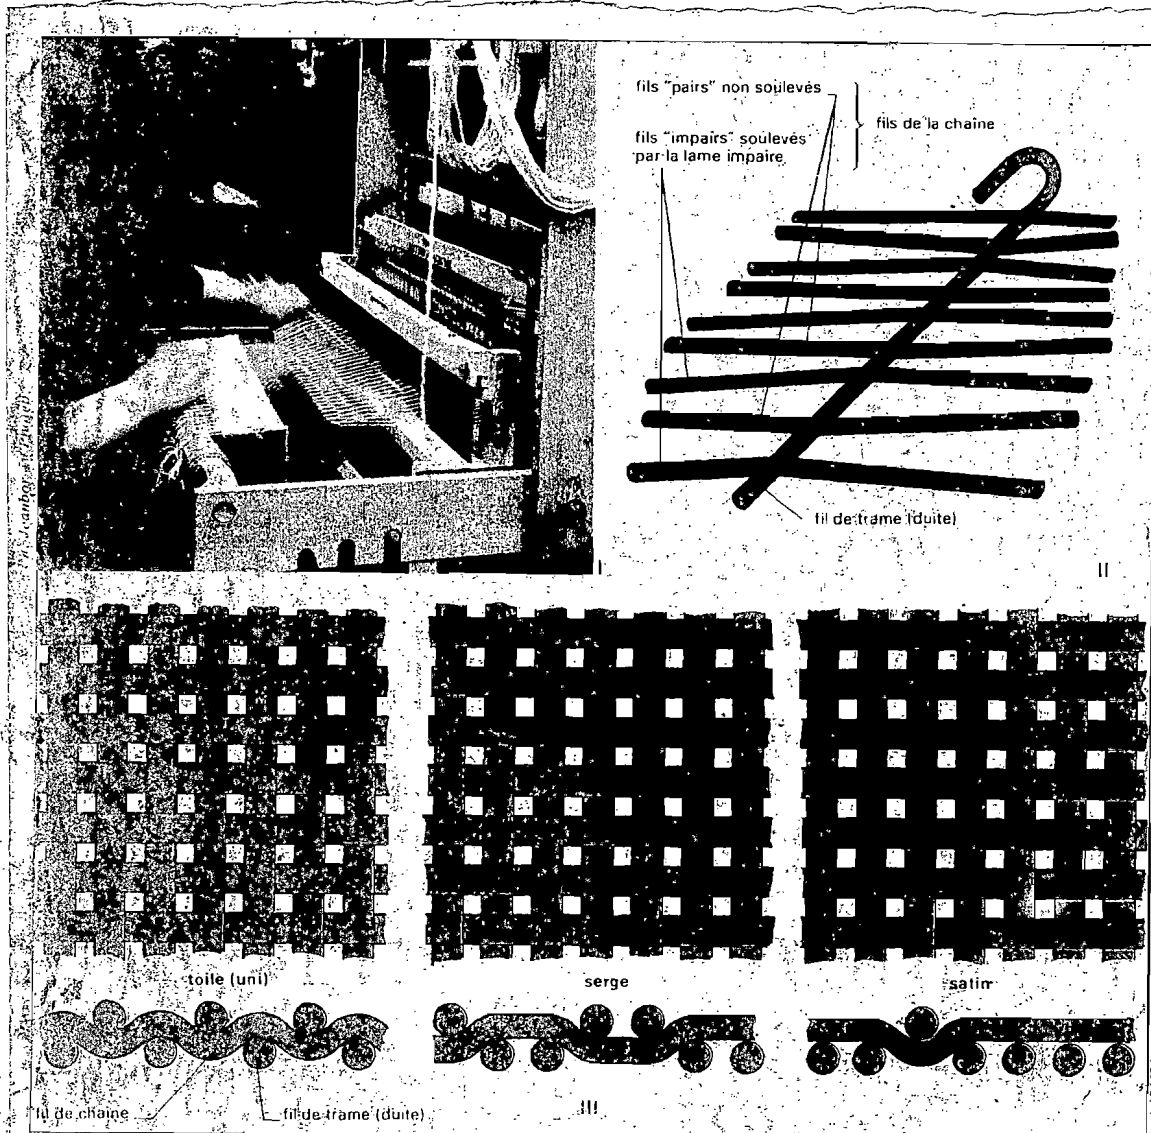 fils "pairs" non soulevés
fils de la chaîne
fils "impairs" soulevés
par la lame impaire
fil de trame (duite)
I
II
toile (uni)
serge
satin
fil de chaîne
fil de trame (duite)
III